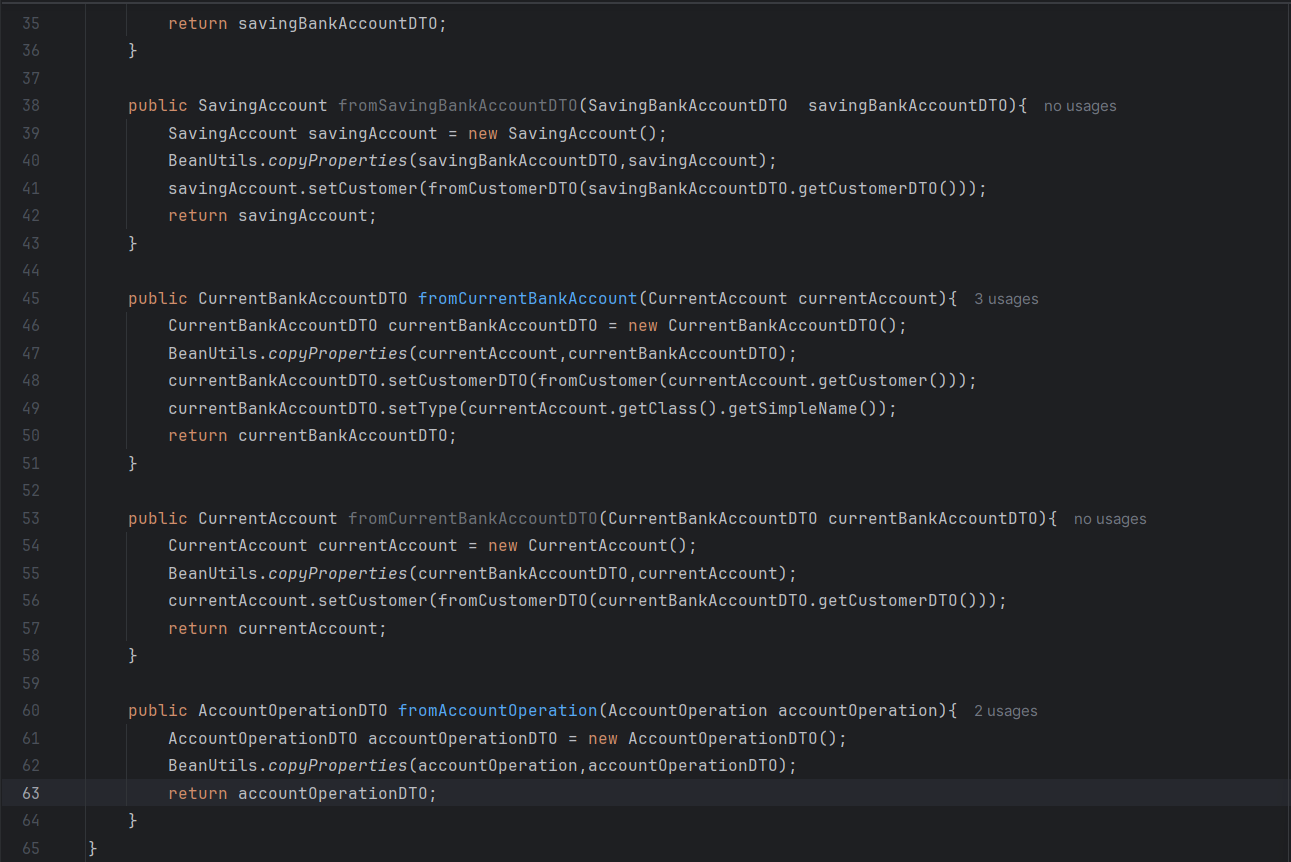 35 return savingBankAccountDTO;
36 }
37
38 public SavingAccount fromSavingBankAccountDTO(SavingBankAccountDTO  savingBankAccountDTO){ no usages
39 SavingAccount savingAccount = new SavingAccount();
40 BeanUtils.copyProperties(savingBankAccountDTO,savingAccount);
41 savingAccount.setCustomer(fromCustomerDTO(savingBankAccountDTO.getCustomerDTO()));
42 return savingAccount;
43 }
44
45 public CurrentBankAccountDTO fromCurrentBankAccount(CurrentAccount currentAccount){ 3 usages
46 CurrentBankAccountDTO currentBankAccountDTO = new CurrentBankAccountDTO();
47 BeanUtils.copyProperties(currentAccount,currentBankAccountDTO);
48 currentBankAccountDTO.setCustomerDTO(fromCustomer(currentAccount.getCustomer()));
49 currentBankAccountDTO.setType(currentAccount.getClass().getSimpleName());
50 return currentBankAccountDTO;
51 }
52
53 public CurrentAccount fromCurrentBankAccountDTO(CurrentBankAccountDTO currentBankAccountDTO){ no usages
54 CurrentAccount currentAccount = new CurrentAccount();
55 BeanUtils.copyProperties(currentBankAccountDTO,currentAccount);
56 currentAccount.setCustomer(fromCustomerDTO(currentBankAccountDTO.getCustomerDTO()));
57 return currentAccount;
58 }
59
60 public AccountOperationDTO fromAccountOperation(AccountOperation accountOperation){ 2 usages
61 AccountOperationDTO accountOperationDTO = new AccountOperationDTO();
62 BeanUtils.copyProperties(accountOperation,accountOperationDTO);
63 return accountOperationDTO;
64 }
65 }